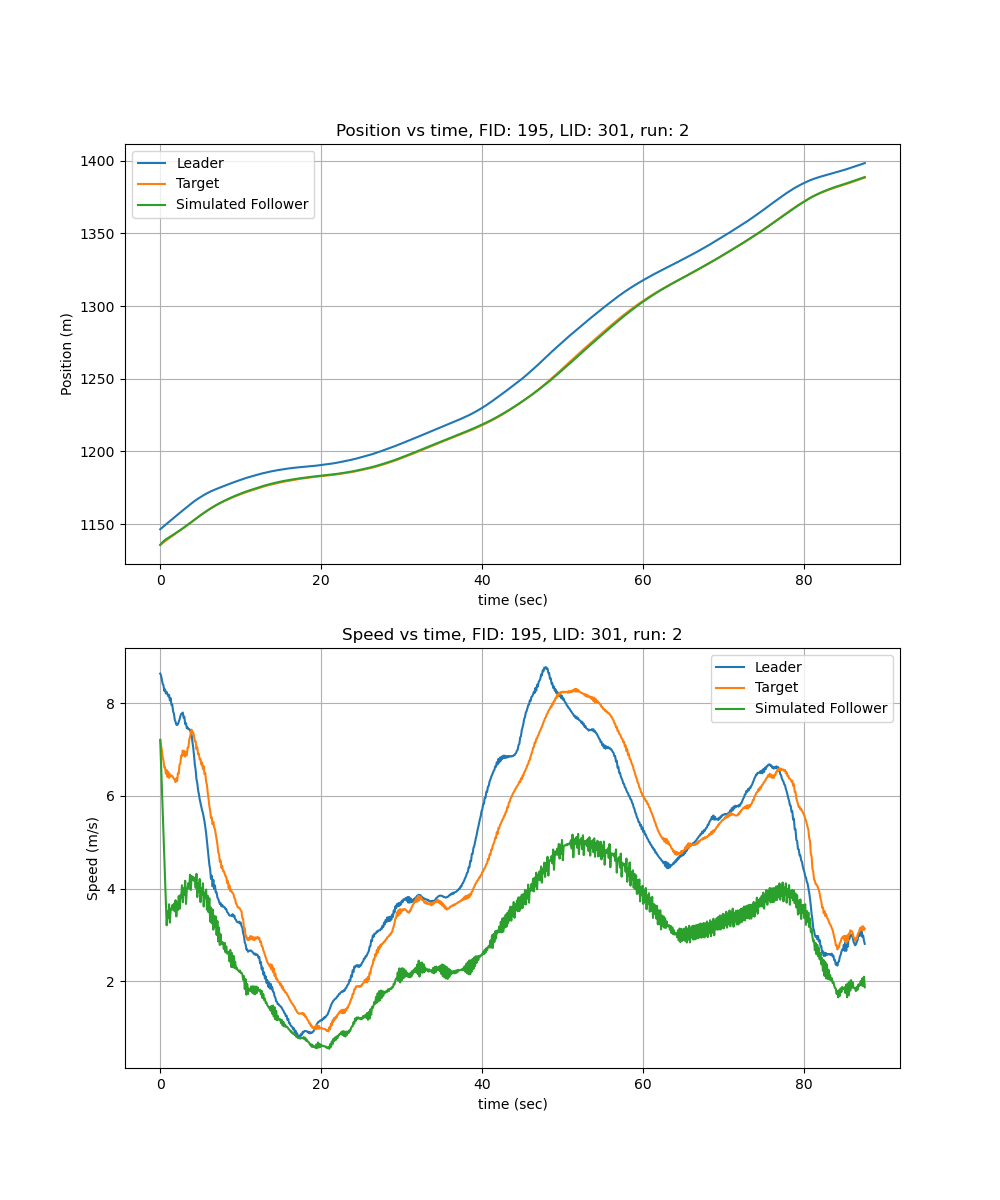 Position vs time, FID: 195, LID: 301, run: 2
Leader
Target
Simulated Follower
1400
1350
1300
1250
1200
1150
Position (m)
0 20 40 60 80
time (sec)
Speed vs time, FID: 195, LID: 301, run: 2
Leader
Target
Simulated Follower
8
6
4
2
Speed (m/s)
0 20 40 60 80
time (sec)